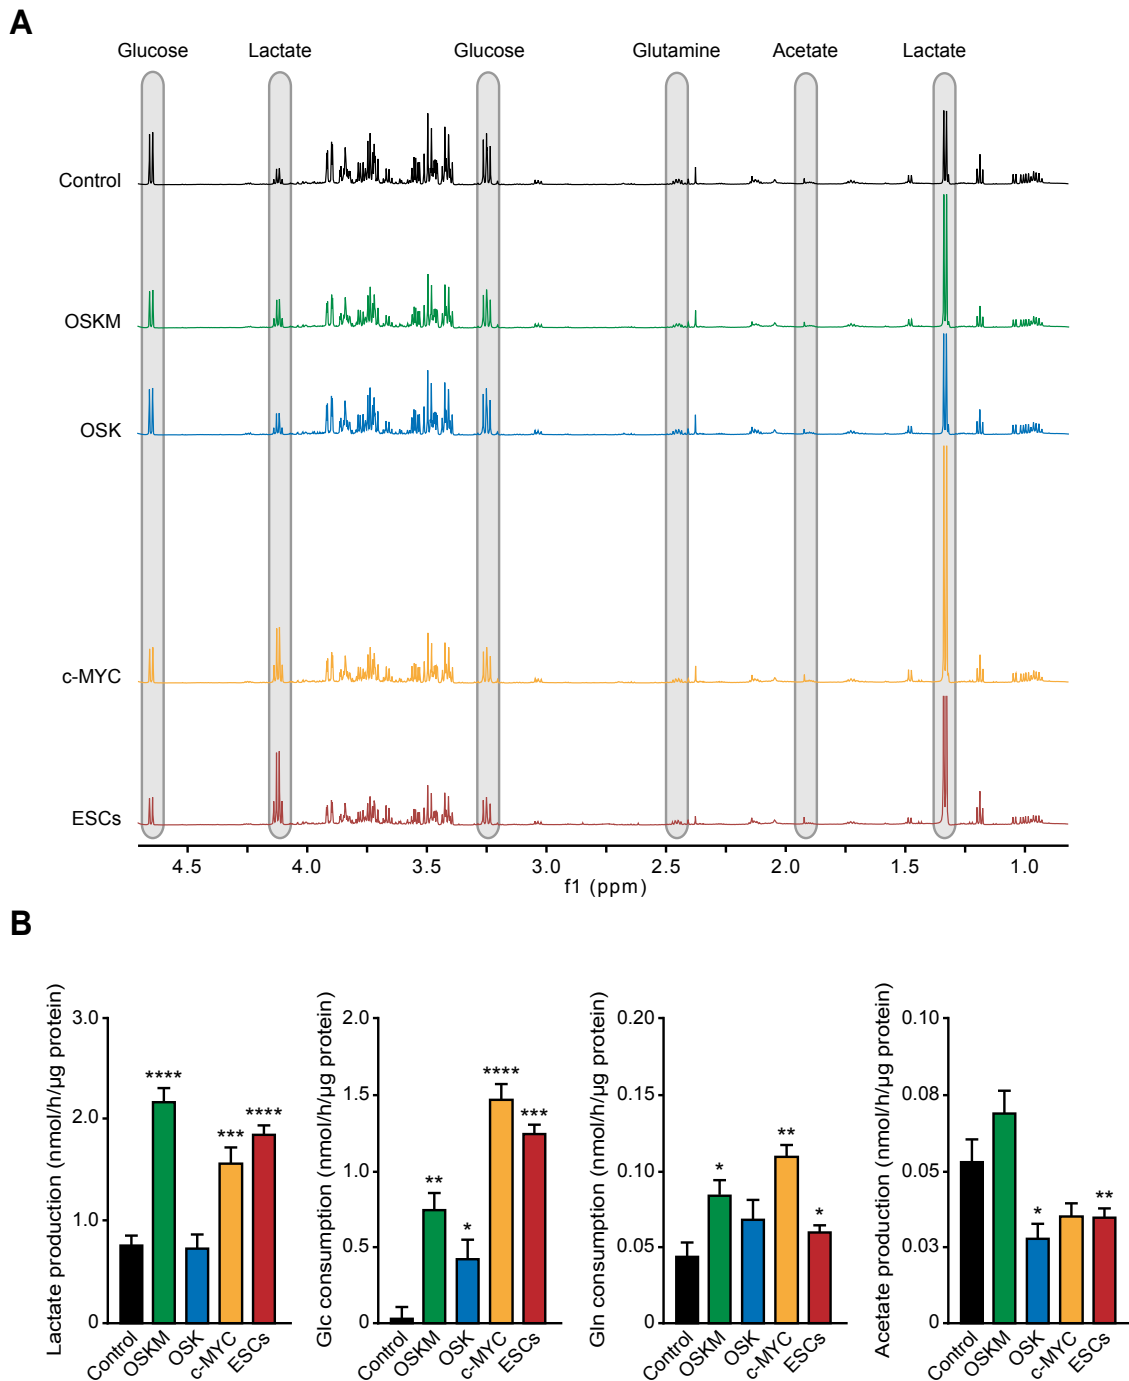 A
Glucose Lactate Glucose Glutamine Acetate Lactate
Control
OSKM
OSK
c-MYC
ESCs
4.5 4.0 3.5 3.0 2.5 2.0 1.5 1.0
f1 (ppm)
B
Lactate production (nmol/h/µg protein)
3.0
2.0
1.0
0
****
***
****
Control OSKM OSK c-MYC ESCs
Glc consumption (nmol/h/µg protein)
2.0
1.5
1.0
0.5
0
**
*
****
***
Control OSKM OSK c-MYC ESCs
Gln consumption (nmol/h/µg protein)
0.20
0.15
0.10
0.05
0
*
**
*
Control OSKM OSK c-MYC ESCs
Acetate production (nmol/h/µg protein)
0.10
0.08
0.05
0.03
0
*
**
Control OSKM OSK c-MYC ESCs